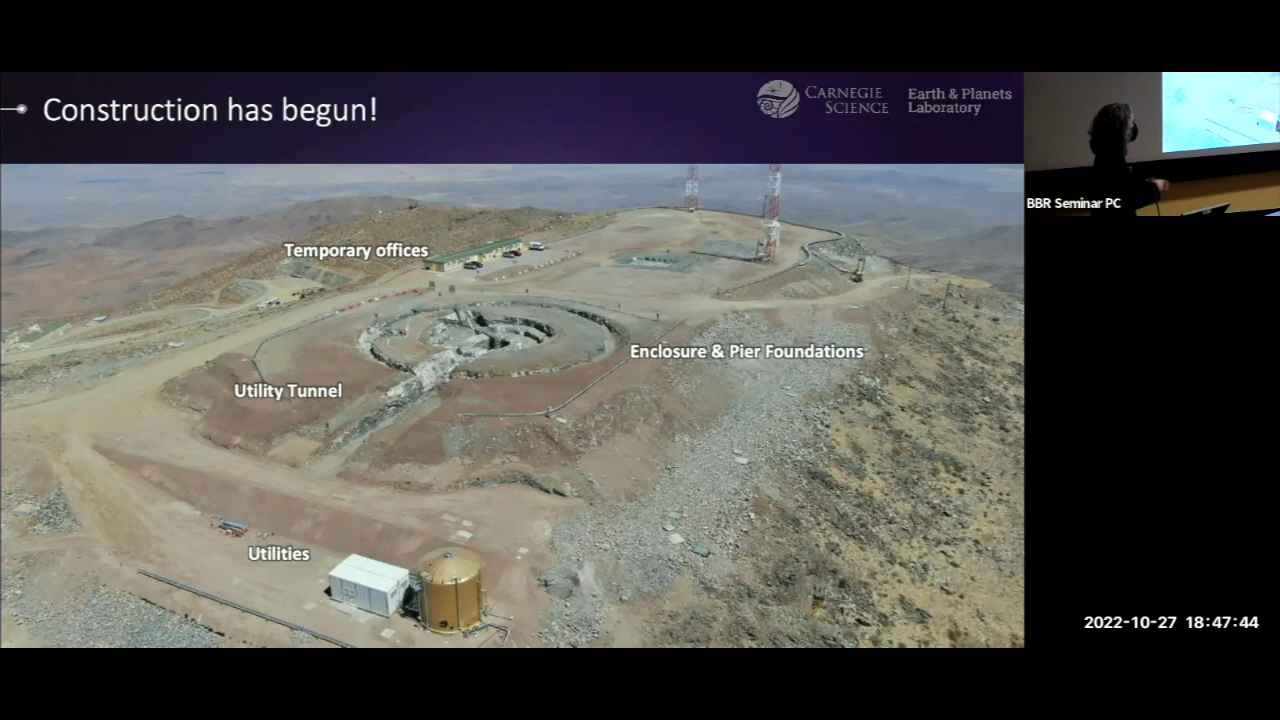 Construction has begun!
CARNEGIE
SCIENCE
Earth & Planets
Laboratory
BBR Seminar PC
Temporary offices
Enclosure & Pier Foundations
Utility Tunnel
Utilities
2022-10-27 18:47:44